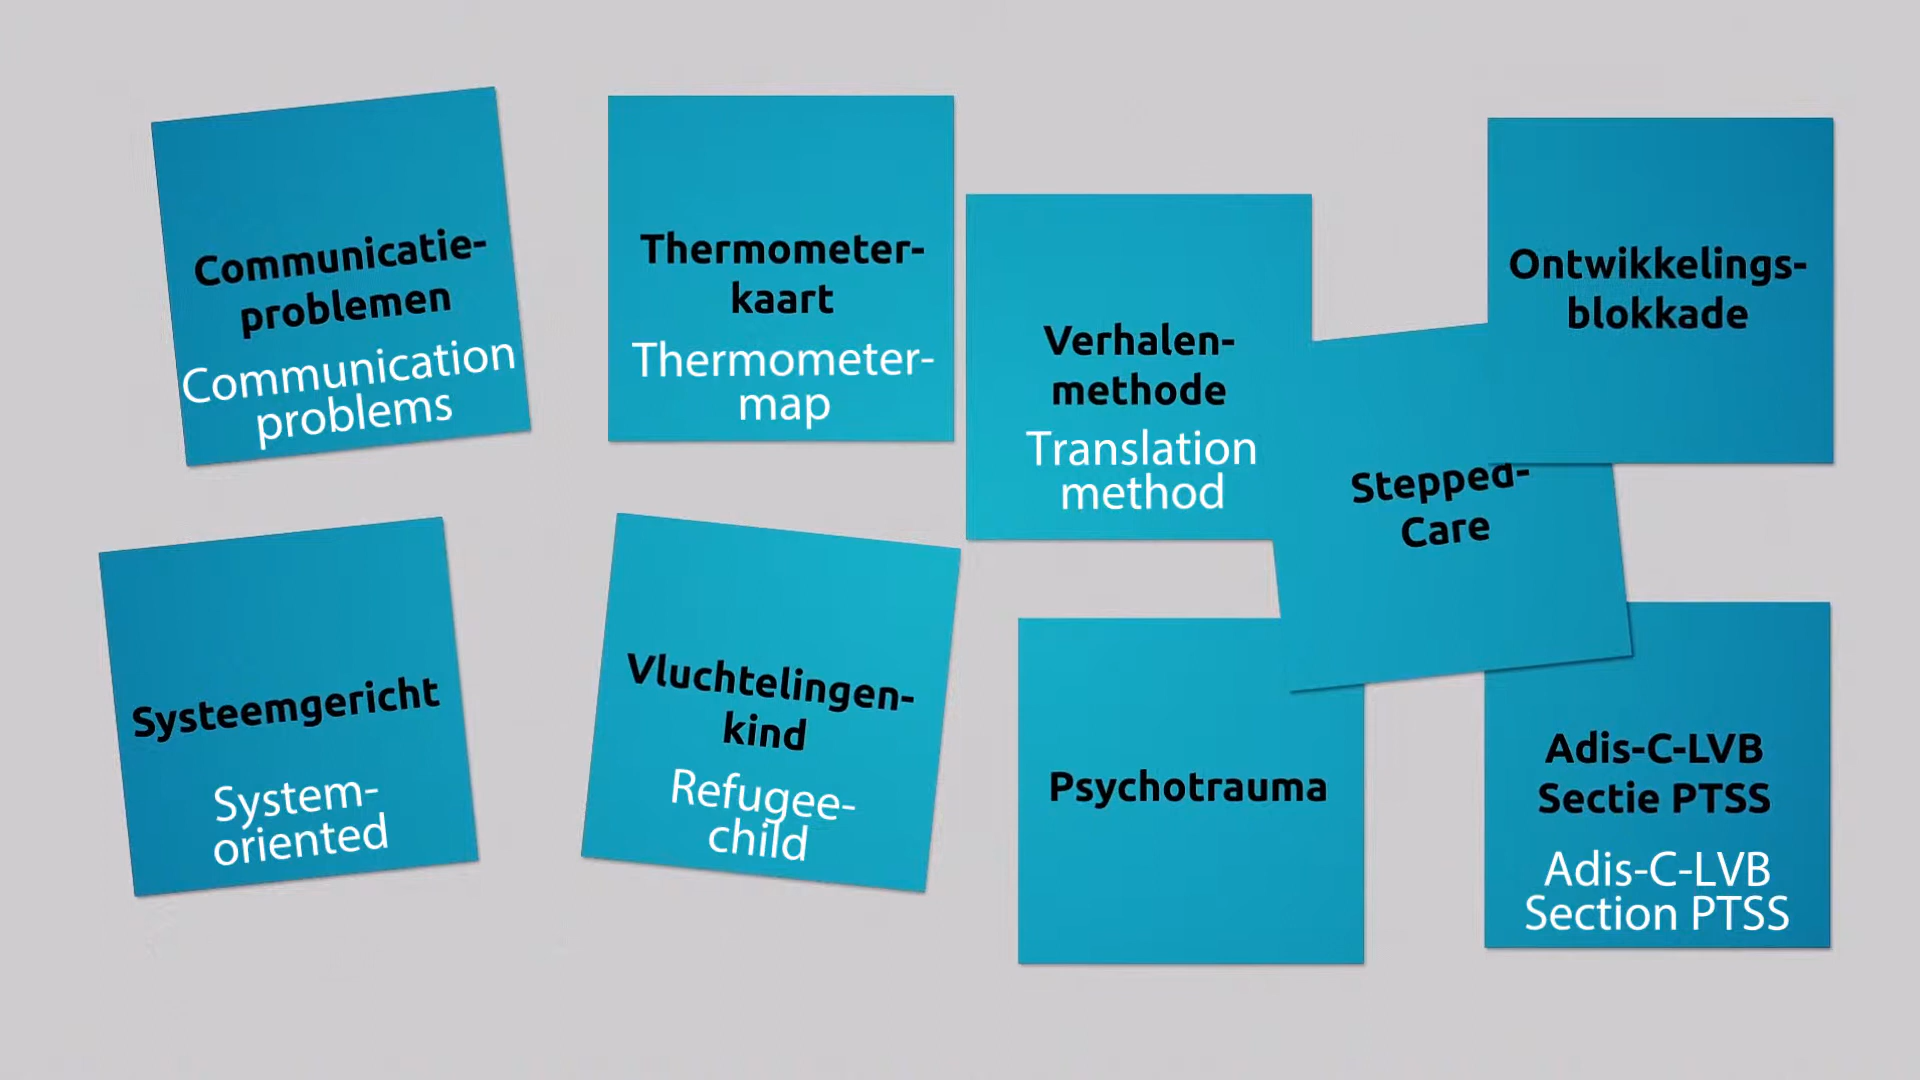 Communicatie-
problemen
Communication
problems
Thermometer-
kaart
Thermometer-
map
Verhalen-
methode
Translation
method
Ontwikkelings-
blokkade
Stepped-
Care
Systeemgericht
System-
oriented
Vluchtelingen-
kind
Refugee-
child
Psychotrauma
Adis-C-LVB
Sectie PTSS
Adis-C-LVB
Section PTSS